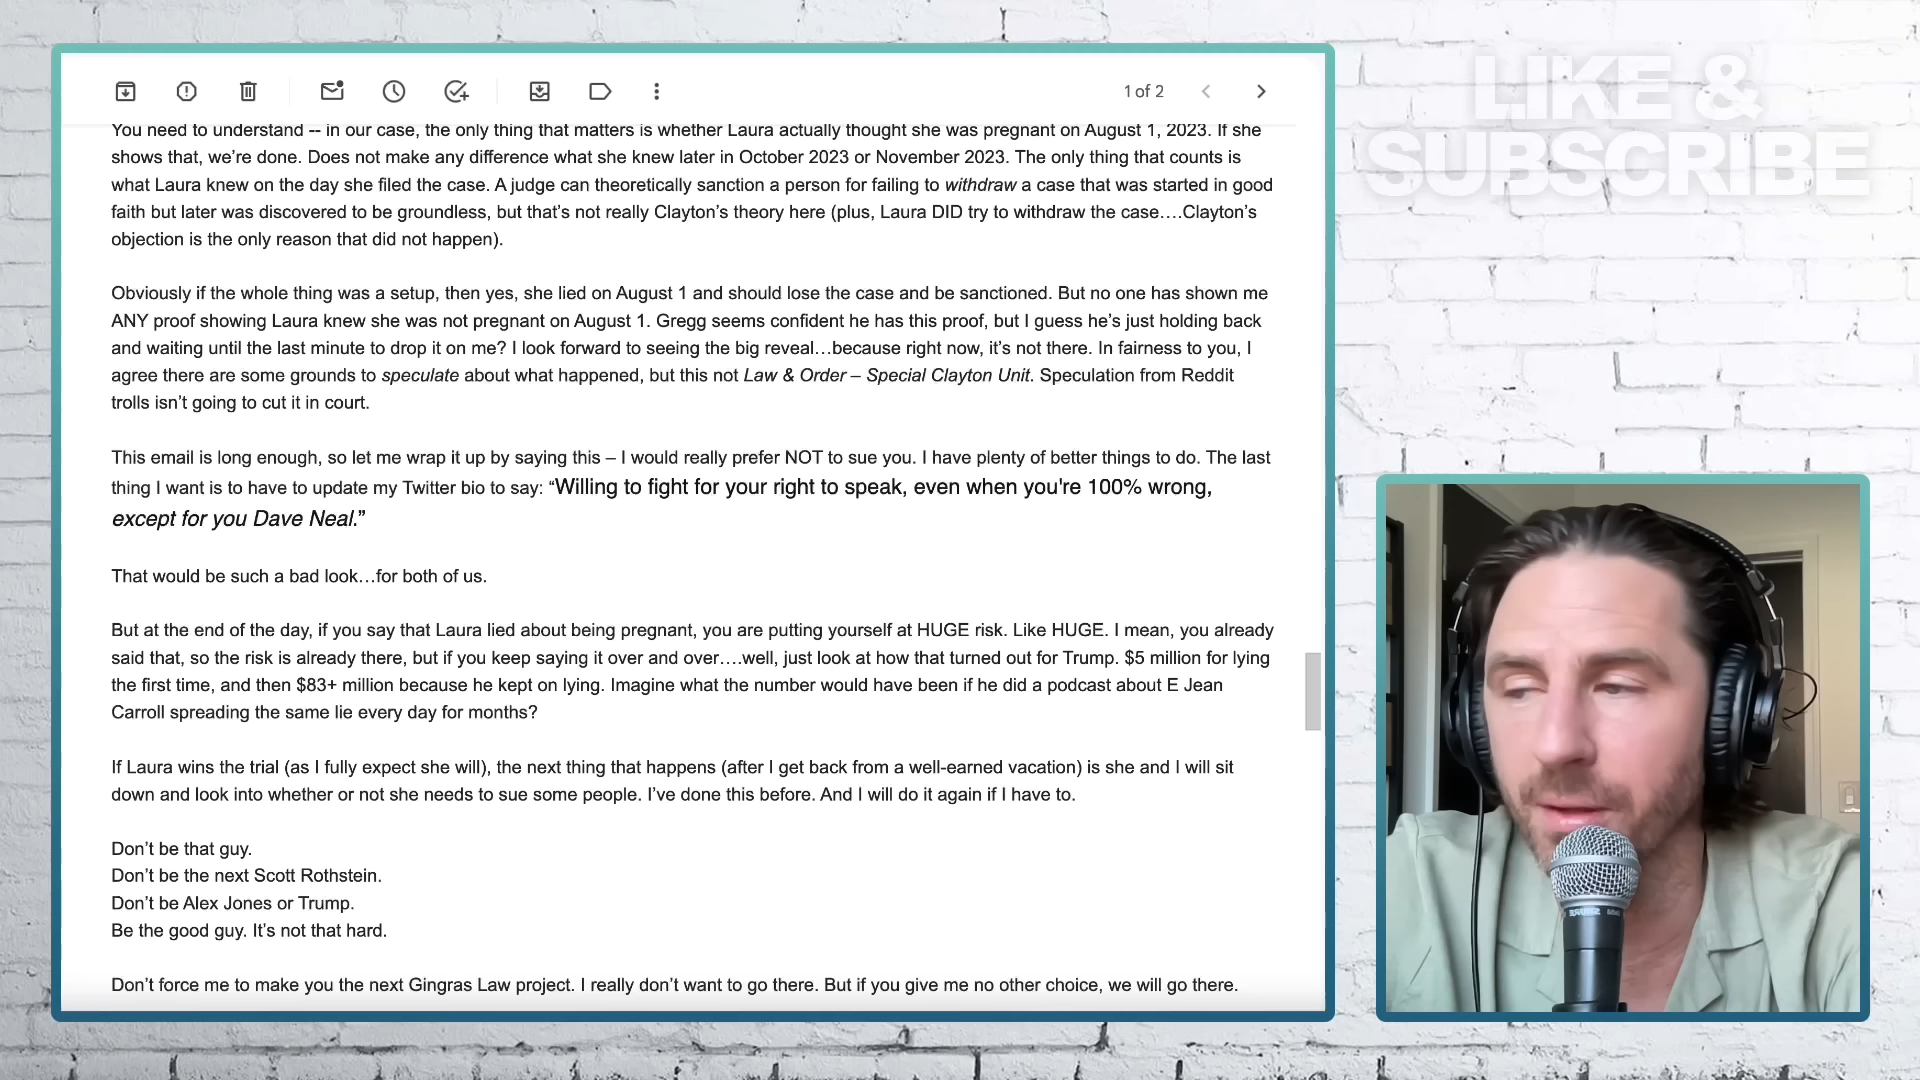 LIKE &
SUBSCRIBE
1 of 2
You need to understand -- in our case, the only thing that matters is whether Laura actually thought she was pregnant on August 1, 2023. If she
shows that, we’re done. Does not make any difference what she knew later in October 2023 or November 2023. The only thing that counts is
what Laura knew on the day she filed the case. A judge can theoretically sanction a person for failing to withdraw a case that was started in good
faith but later was discovered to be groundless, but that’s not really Clayton’s theory here (plus, Laura DID try to withdraw the case….Clayton’s
objection is the only reason that did not happen).
Obviously if the whole thing was a setup, then yes, she lied on August 1 and should lose the case and be sanctioned. But no one has shown me
ANY proof showing Laura knew she was not pregnant on August 1. Gregg seems confident he has this proof, but I guess he’s just holding back
and waiting until the last minute to drop it on me? I look forward to seeing the big reveal…because right now, it’s not there. In fairness to you, I
agree there are some grounds to speculate about what happened, but this not Law & Order – Special Clayton Unit. Speculation from Reddit
trolls isn’t going to cut it in court.
This email is long enough, so let me wrap it up by saying this – I would really prefer NOT to sue you. I have plenty of better things to do. The last
thing I want is to have to update my Twitter bio to say: “Willing to fight for your right to speak, even when you're 100% wrong,
except for you Dave Neal.”
That would be such a bad look…for both of us.
But at the end of the day, if you say that Laura lied about being pregnant, you are putting yourself at HUGE risk. Like HUGE. I mean, you already
said that, so the risk is already there, but if you keep saying it over and over….well, just look at how that turned out for Trump. $5 million for lying
the first time, and then $83+ million because he kept on lying. Imagine what the number would have been if he did a podcast about E Jean
Carroll spreading the same lie every day for months?
If Laura wins the trial (as I fully expect she will), the next thing that happens (after I get back from a well-earned vacation) is she and I will sit
down and look into whether or not she needs to sue some people. I’ve done this before. And I will do it again if I have to.
Don’t be that guy.
Don’t be the next Scott Rothstein.
Don’t be Alex Jones or Trump.
Be the good guy. It’s not that hard.
Don’t force me to make you the next Gingras Law project. I really don’t want to go there. But if you give me no other choice, we will go there.